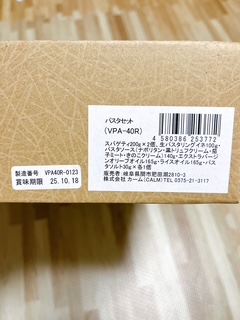 パスタセット
(VPA-40R)
4 580386 253772
スパゲティ200g×2個、生パスタリングイネ100g・
パスタソース(ナポリタン・黒トリュフクリーム・茄
子ミート・きのこクリーム)140g・エクストラバージ
ンオリーブオイル165g・ライスオイル165g・パス
タソルト30g×各1個
販売者:岐阜県関市肥田瀬2810-3
株式会社 カーム(CALM)TEL 0575-21-3117
製造番号 VPA40R-0123
賞味期限 25.10.18